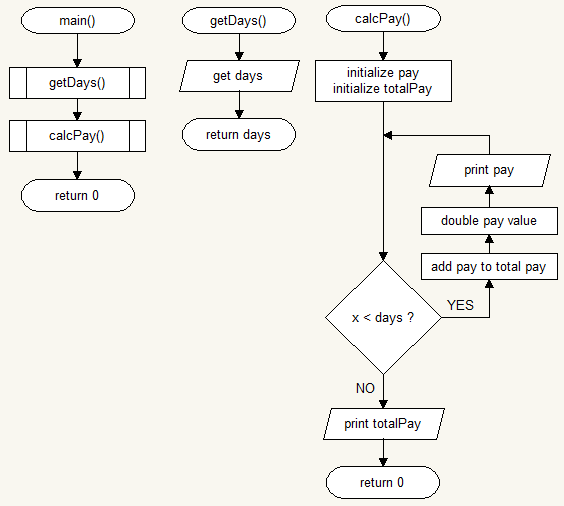 main()
getDays()
calcPay()
return 0
getDays()
get days
return days
calcPay()
initialize pay
initialize totalPay
print pay
double pay value
add pay to total pay
YES
x < days ?
NO
print totalPay
return 0